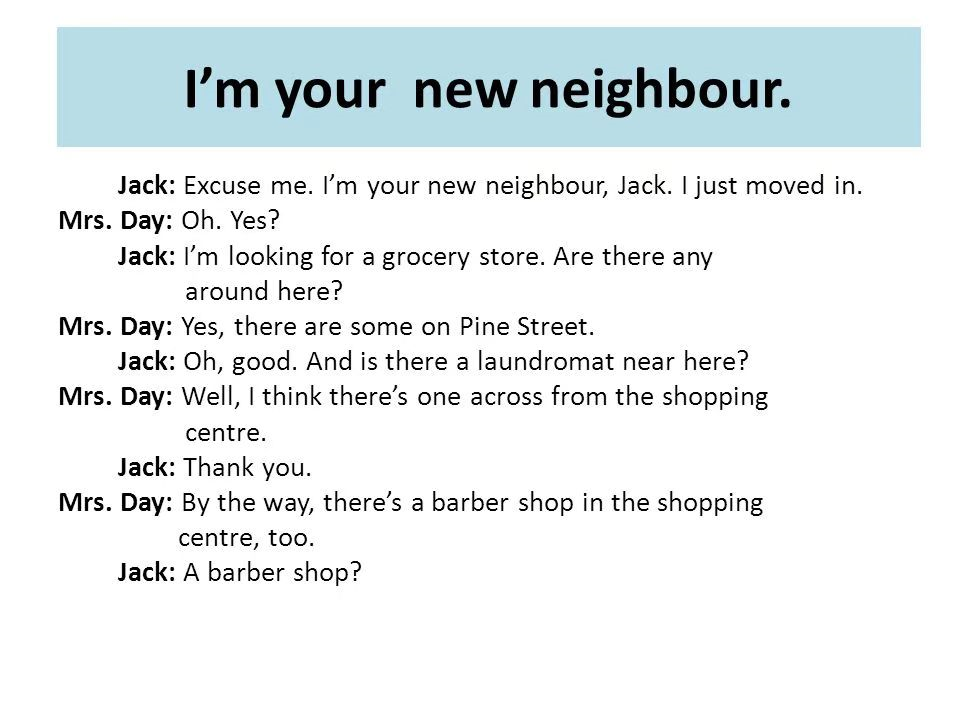 I’m your new neighbour.
Jack: Excuse me. I’m your new neighbour, Jack. I just moved in.
Mrs. Day: Oh. Yes?
Jack: I’m looking for a grocery store. Are there any
around here?
Mrs. Day: Yes, there are some on Pine Street.
Jack: Oh, good. And is there a laundromat near here?
Mrs. Day: Well, I think there’s one across from the shopping
centre.
Jack: Thank you.
Mrs. Day: By the way, there’s a barber shop in the shopping
centre, too.
Jack: A barber shop?